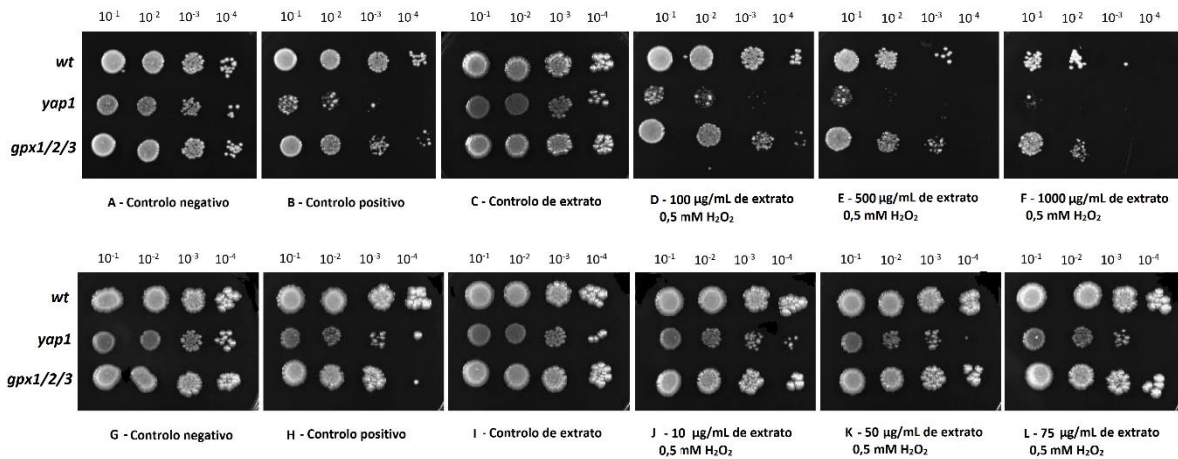 10⁻¹ 10⁻² 10⁻³ 10⁻⁴ 10⁻¹ 10⁻² 10⁻³ 10⁻⁴ 10⁻¹ 10⁻² 10⁻³ 10⁻⁴ 10⁻¹ 10⁻² 10⁻³ 10⁻⁴ 10⁻¹ 10⁻² 10⁻³ 10⁻⁴ 10⁻¹ 10² 10⁻³ 10⁻⁴
wt
yap1
gpx1/2/3
A - Controlo negativo
B - Controlo positivo
C - Controlo de extrato
D - 100 µg/mL de extrato
0,5 mM H₂O₂
E - 500 µg/mL de extrato
0,5 mM H₂O₂
F - 1000 µg/mL de extrato
0,5 mM H₂O₂
10⁻¹ 10⁻² 10⁻³ 10⁻⁴ 10⁻¹ 10⁻² 10⁻³ 10⁻⁴ 10⁻¹ 10⁻² 10⁻³ 10⁻⁴ 10⁻¹ 10⁻² 10⁻³ 10⁻⁴ 10⁻¹ 10⁻² 10⁻³ 10⁻⁴ 10⁻¹ 10⁻² 10⁻³ 10⁻⁴
wt
yap1
gpx1/2/3
G - Controlo negativo
H - Controlo positivo
I - Controlo de extrato
J - 10 µg/mL de extrato
0,5 mM H₂O₂
K - 50 µg/mL de extrato
0,5 mM H₂O₂
L - 75 µg/mL de extrato
0,5 mM H₂O₂